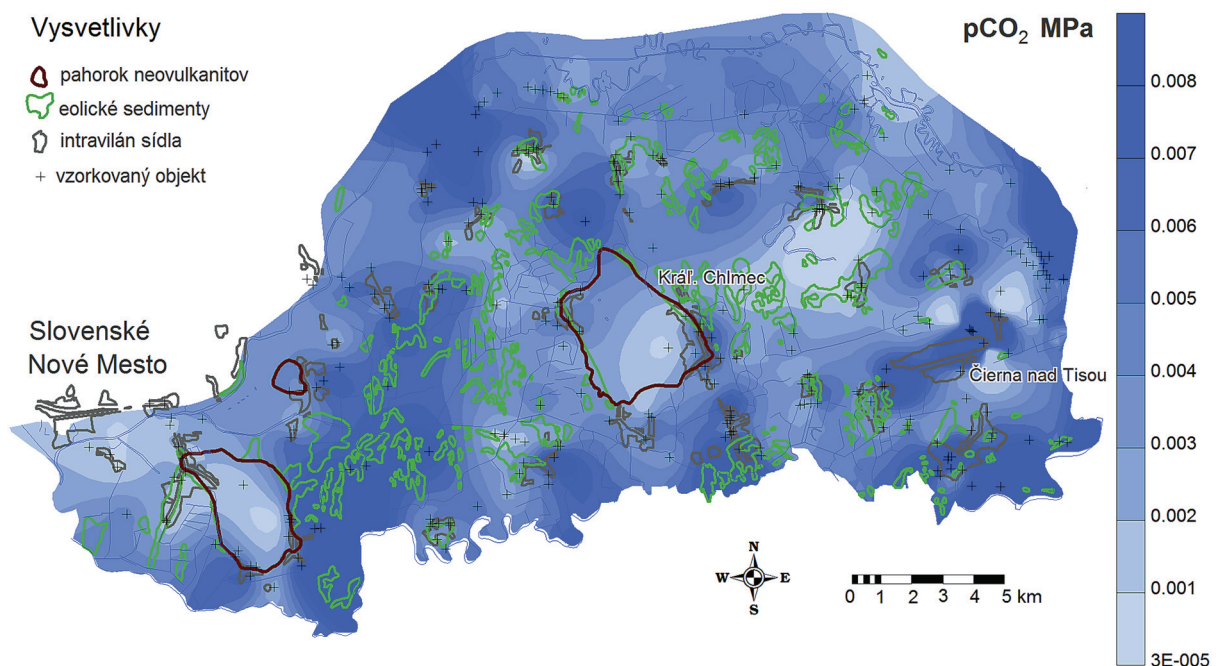 Vysvetlivky
pahorok neovulkanitov
eolické sedimenty
intravilán sídla
vzorkovaný objekt
pCO₂ MPa
0.008
0.007
0.006
0.005
0.004
0.003
0.002
0.001
3E-005
Kráľ. Chlmec
Slovenské
Nové Mesto
Čierna nad Tisou
N
W E
S
0 1 2 3 4 5 km